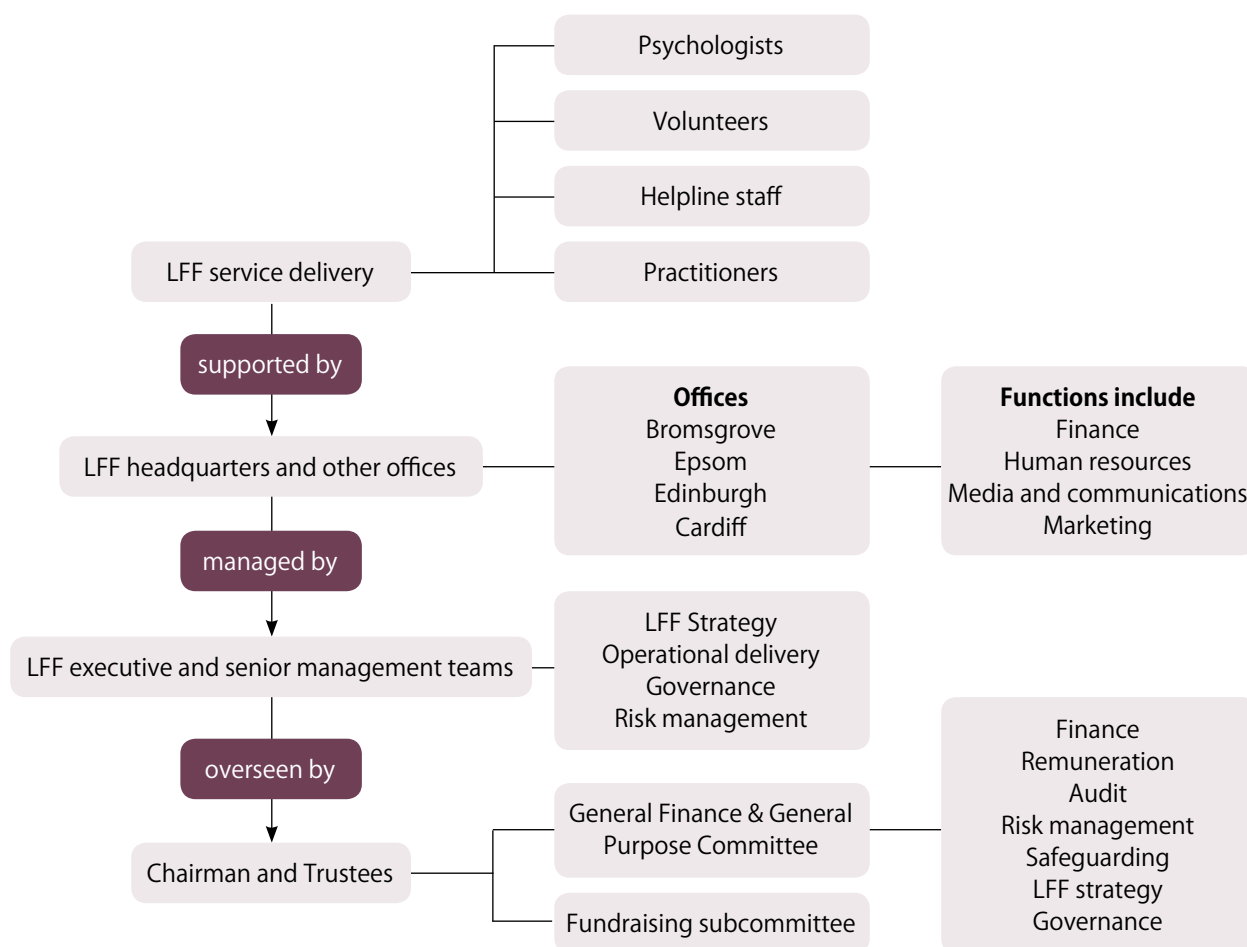 Psychologists
Volunteers
Helpline staff
Practitioners
LFF service delivery
supported by
LFF headquarters and other offices
Offices
Bromsgrove
Epsom
Edinburgh
Cardiff
Functions include
Finance
Human resources
Media and communications
Marketing
managed by
LFF executive and senior management teams
LFF Strategy
Operational delivery
Governance
Risk management
overseen by
Chairman and Trustees
General Finance & General
Purpose Committee
Fundraising subcommittee
Finance
Remuneration
Audit
Risk management
Safeguarding
LFF strategy
Governance